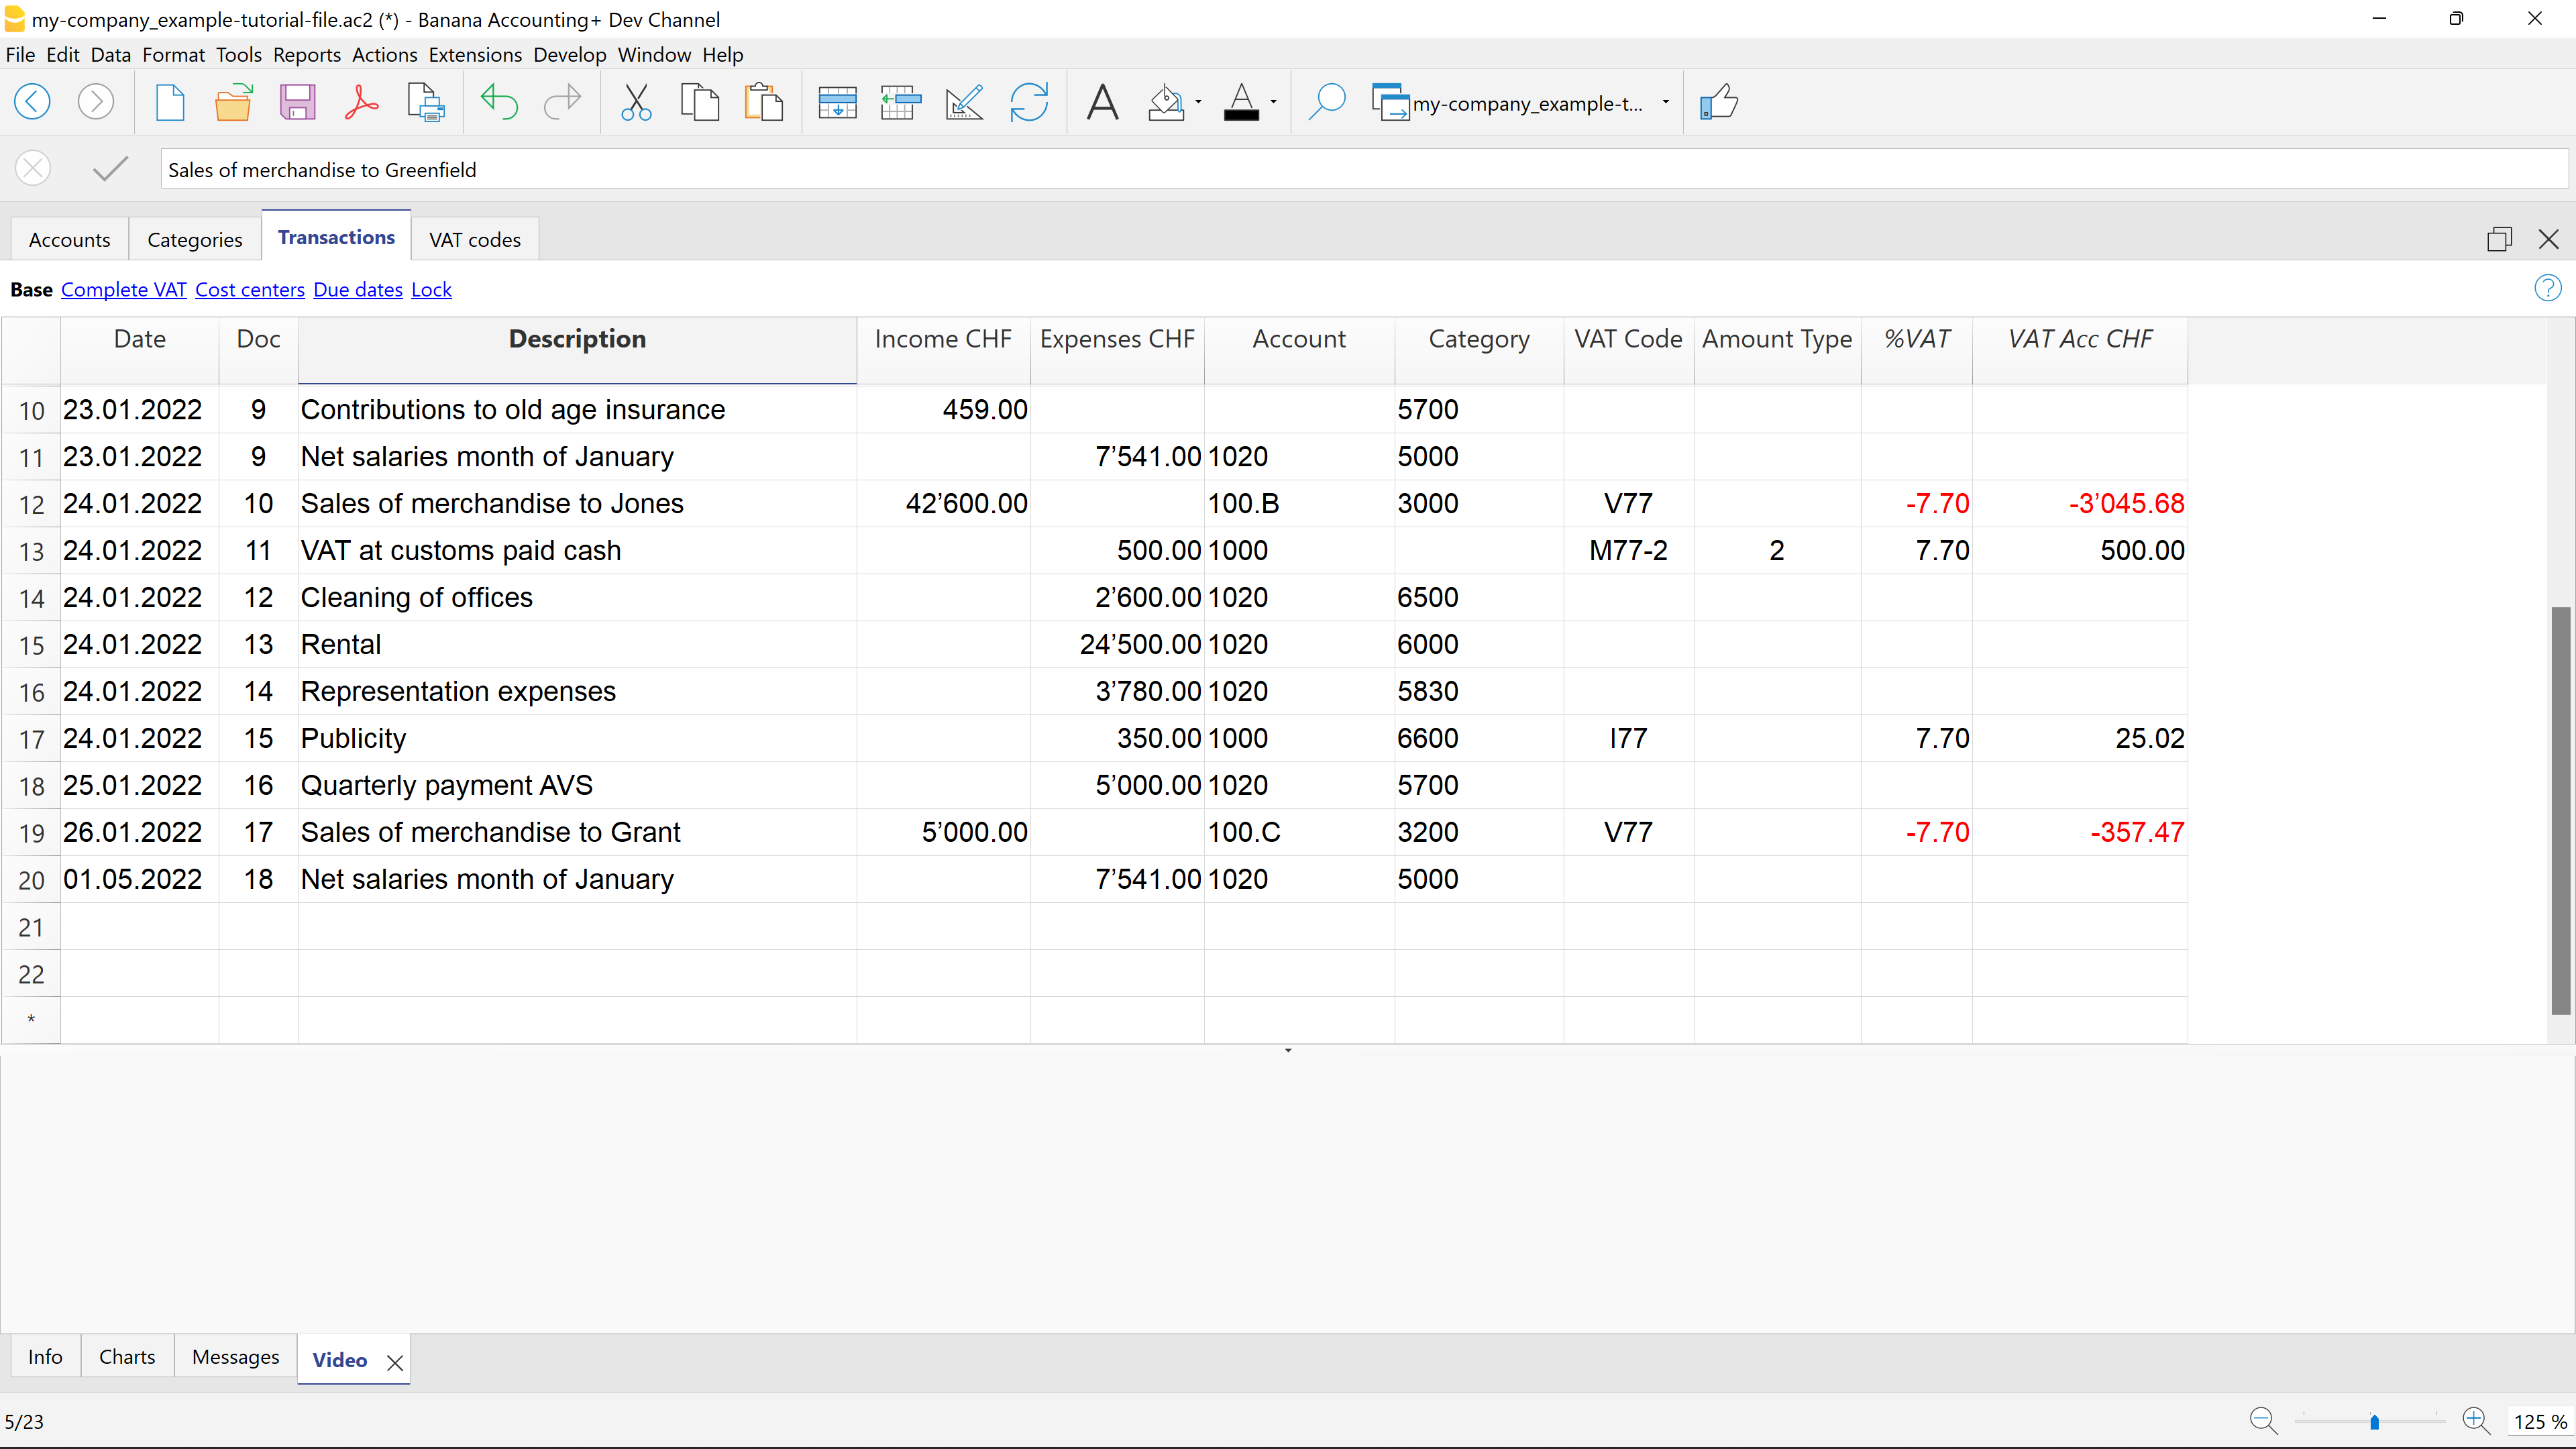 my-company_example-tutorial-file.ac2 (*) - Banana Accounting+ Dev Channel
File Edit Data Format Tools Reports Actions Extensions Develop Window Help
my-company_example-t...
Sales of merchandise to Greenfield
Accounts Categories Transactions VAT codes
Base Complete VAT Cost centers Due dates Lock
Date Doc Description Income CHF Expenses CHF Account Category VAT Code Amount Type %VAT VAT Acc CHF
10 23.01.2022 9 Contributions to old age insurance 459.00 5700
11 23.01.2022 9 Net salaries month of January 7’541.00 1020 5000
12 24.01.2022 10 Sales of merchandise to Jones 42’600.00 100.B 3000 V77 -7.70 -3’045.68
13 24.01.2022 11 VAT at customs paid cash 500.00 1000 M77-2 2 7.70 500.00
14 24.01.2022 12 Cleaning of offices 2’600.00 1020 6500
15 24.01.2022 13 Rental 24’500.00 1020 6000
16 24.01.2022 14 Representation expenses 3’780.00 1020 5830
17 24.01.2022 15 Publicity 350.00 1000 6600 I77 7.70 25.02
18 25.01.2022 16 Quarterly payment AVS 5’000.00 1020 5700
19 26.01.2022 17 Sales of merchandise to Grant 5’000.00 100.C 3200 V77 -7.70 -357.47
20 01.05.2022 18 Net salaries month of January 7’541.00 1020 5000
21
22
*
Info Charts Messages Video
5/23 125 %